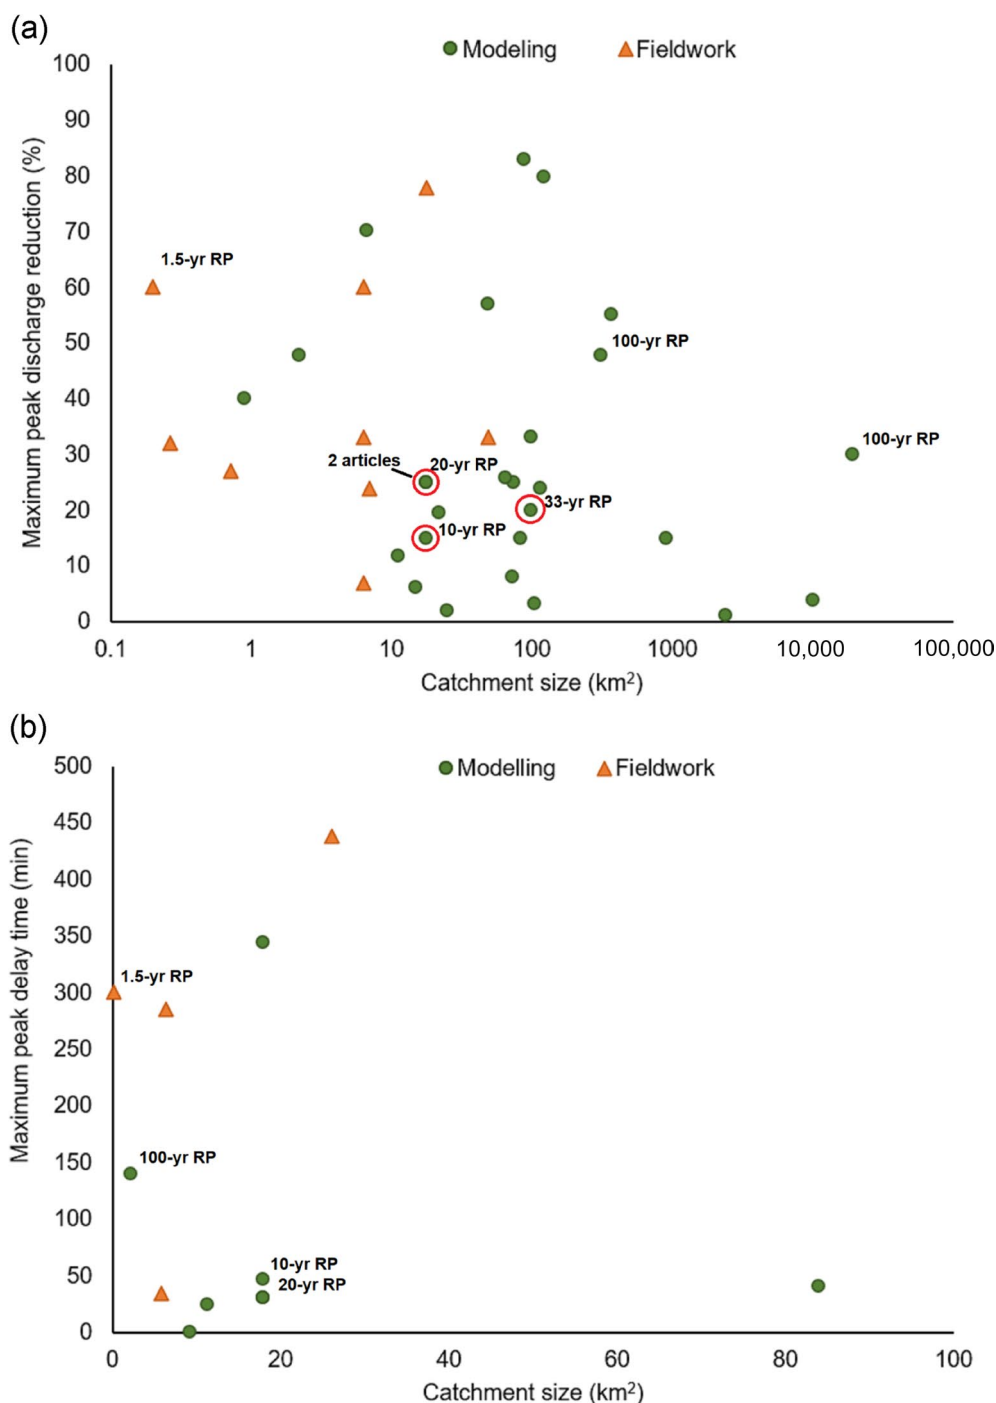 (a)
Modeling Fieldwork
100
90
80
70
60
50
40
30
20
10
0
Maximum peak discharge reduction (%)
1.5-yr RP
100-yr RP
100-yr RP
2 articles
20-yr RP
33-yr RP
10-yr RP
0.1 1 10 100 1000 10,000 100,000
Catchment size (km²)
(b)
Modelling Fieldwork
500
450
400
350
300
250
200
150
100
50
0
Maximum peak delay time (min)
1.5-yr RP
100-yr RP
10-yr RP
20-yr RP
0 20 40 60 80 100
Catchment size (km²)